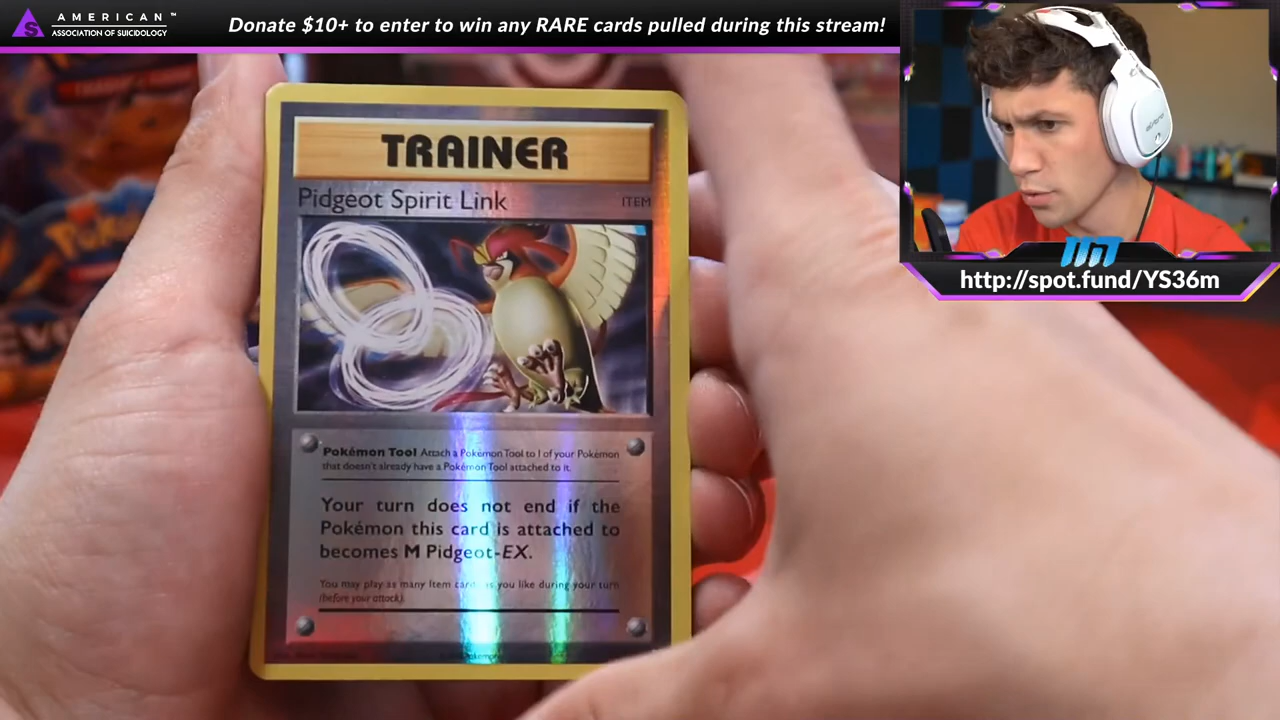 AMERICAN™
ASSOCIATION OF SUICIDOLOGY
Donate $10+ to enter to win any RARE cards pulled during this stream!
http://spot.fund/YS36m
TRAINER
Pidgeot Spirit Link
ITEM
Pokémon Tool Attach a Pokémon Tool to 1 of your Pokémon
that doesn't already have a Pokémon Tool attached to it.
Your turn does not end if the
Pokémon this card is attached to
becomes M Pidgeot-EX.
You may play as many Item cards as you like during your turn
(before your attack).